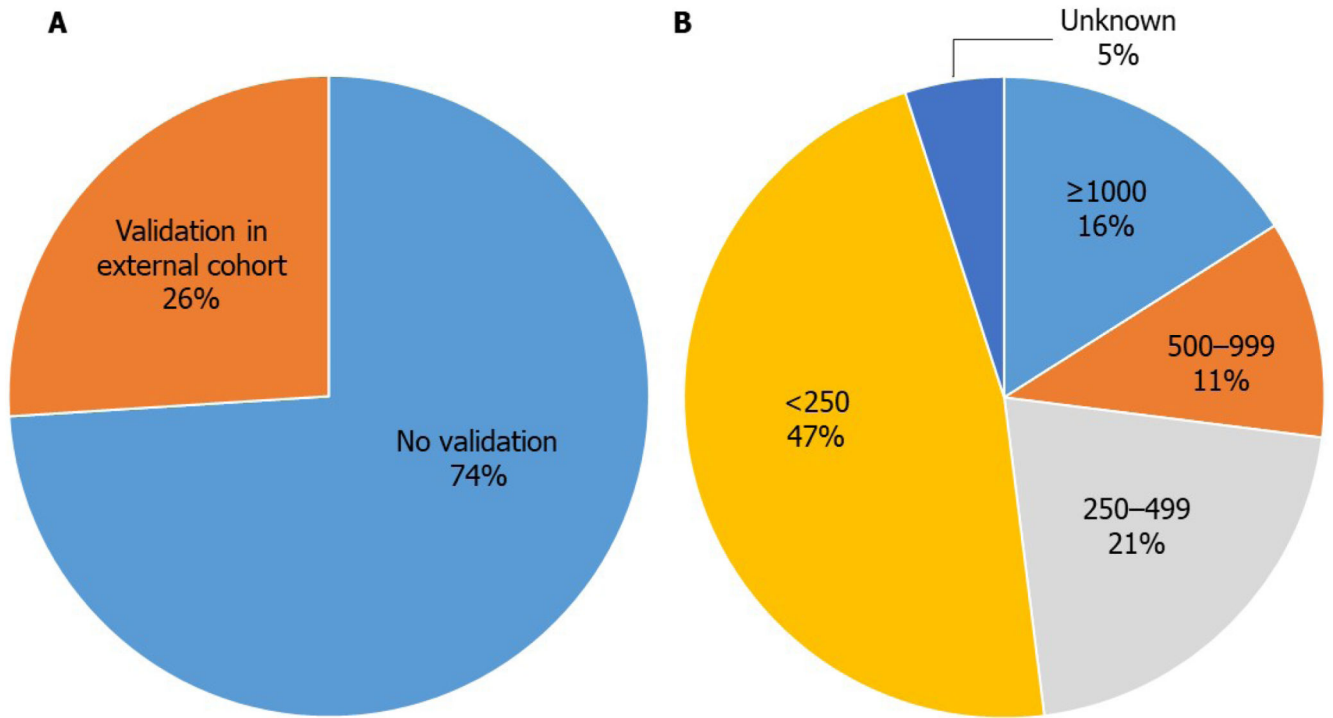 A
Validation in
external cohort
26%
No validation
74%
B
Unknown
5%
≥1000
16%
500–999
11%
250–499
21%
<250
47%